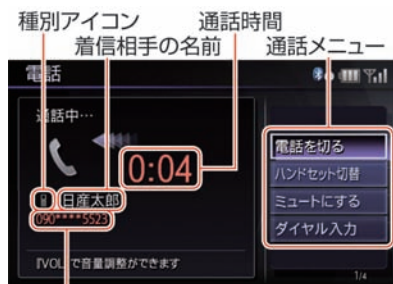 種別アイコン
通話時間
着信相手の名前
通話メニュー
電話
通話中…
電話を切る
0:04
ハンドセット切替
日産太郎
ミュートにする
090****5523
ダイヤル入力
『VOL』で音量調整ができます
1/4